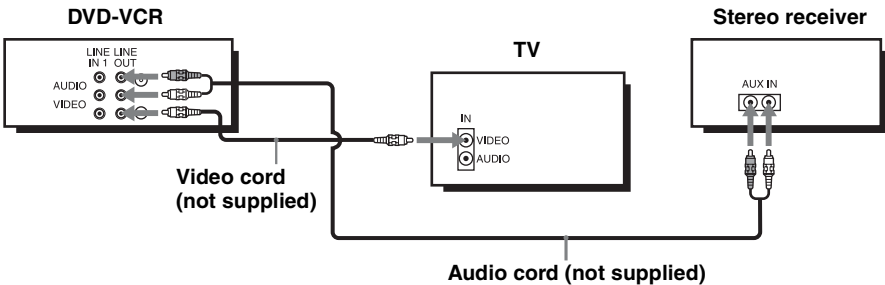 DVD-VCR
TV
Stereo receiver
LINE LINE
IN 1 OUT
AUDIO
VIDEO
IN
VIDEO
AUDIO
AUX IN
Video cord
(not supplied)
Audio cord (not supplied)